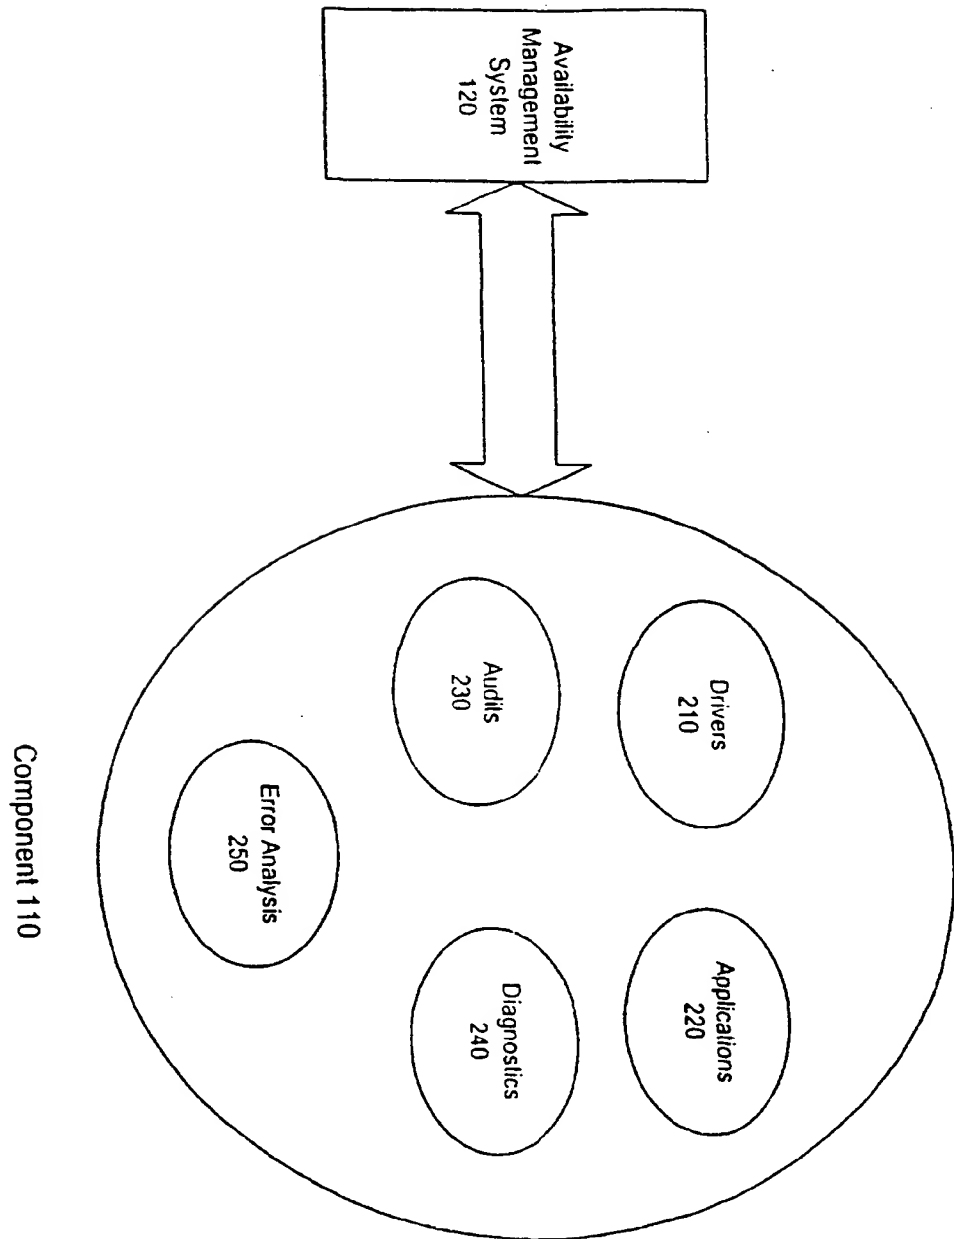 Availability
Management
System
120
Drivers
210
Applications
220
Audits
230
Diagnostics
240
Error Analysis
250
Component 110